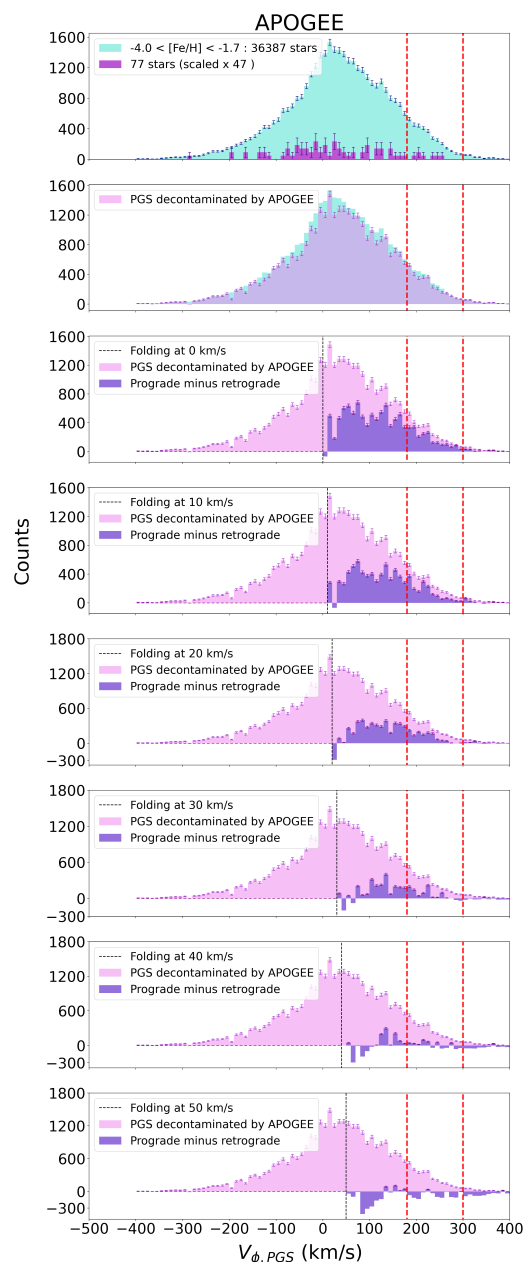 APOGEE
1600
1200
800
400
0
-4.0 < [Fe/H] < -1.7 : 36387 stars
77 stars (scaled x 47 )
1600
1200
800
400
0
PGS decontaminated by APOGEE
1600
1200
800
400
0
Folding at 0 km/s
PGS decontaminated by APOGEE
Prograde minus retrograde
Counts
1600
1200
800
400
0
Folding at 10 km/s
PGS decontaminated by APOGEE
Prograde minus retrograde
1800
1200
600
0
−300
Folding at 20 km/s
PGS decontaminated by APOGEE
Prograde minus retrograde
1800
1200
600
0
−300
Folding at 30 km/s
PGS decontaminated by APOGEE
Prograde minus retrograde
1800
1200
600
0
−300
Folding at 40 km/s
PGS decontaminated by APOGEE
Prograde minus retrograde
1800
1200
600
0
−300
Folding at 50 km/s
PGS decontaminated by APOGEE
Prograde minus retrograde
−500 −400 −300 −200 −100 0 100 200 300 400
Vϕ, PGS (km/s)